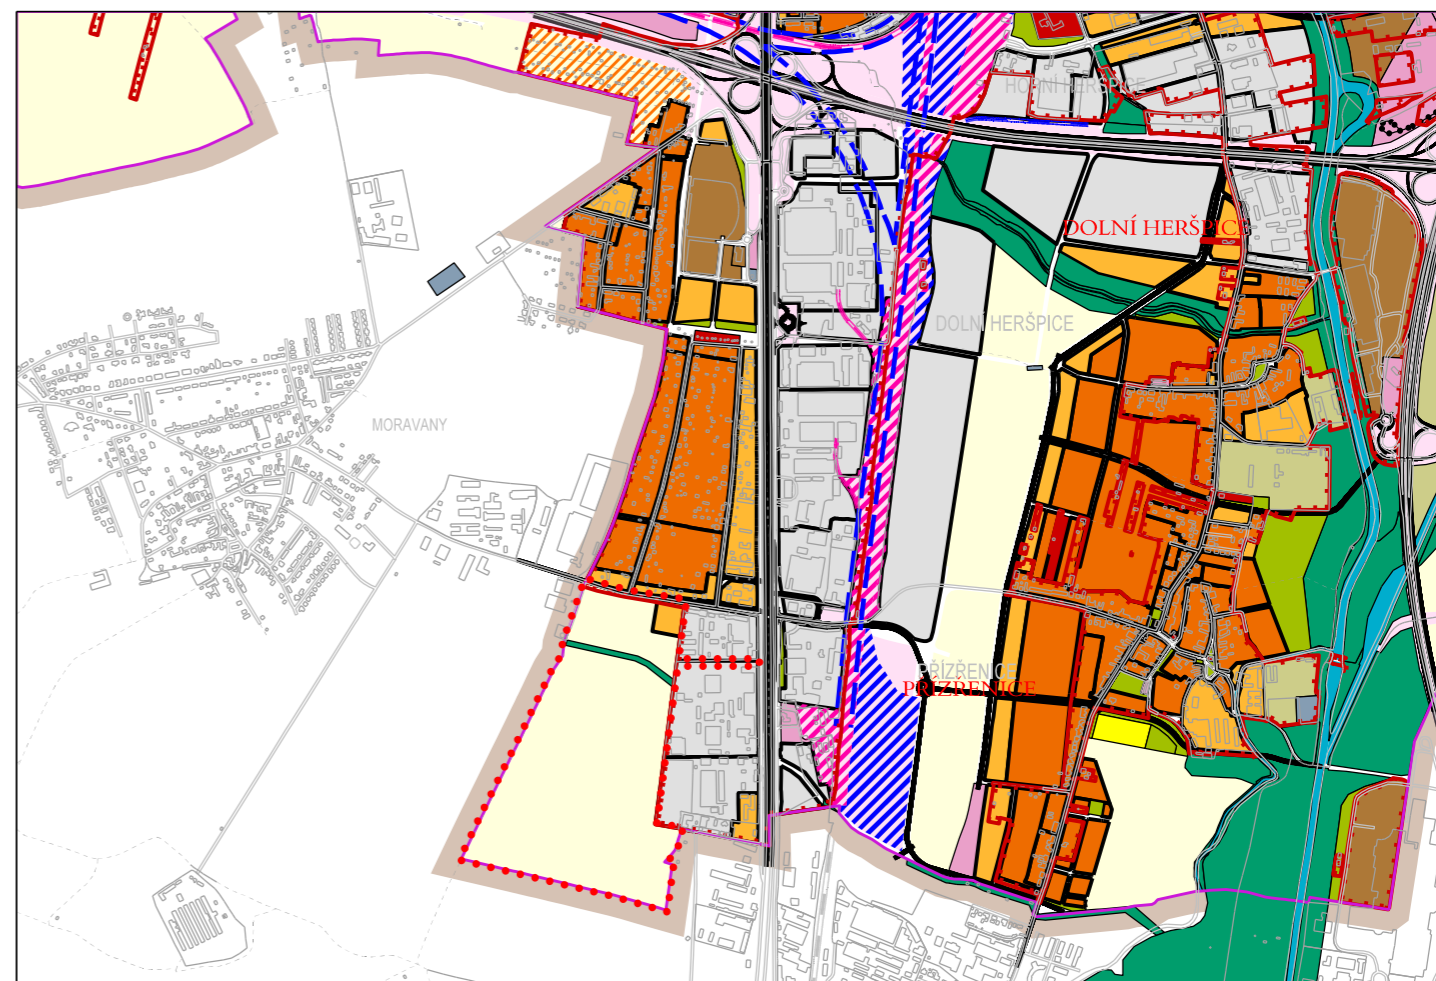 HORNÍ HERŠPICE
DOLNÍ HERŠPICE
DOLNÍ HERŠPICE
MORAVANY
PŘÍZŘENICE
PŘÍZŘENICE